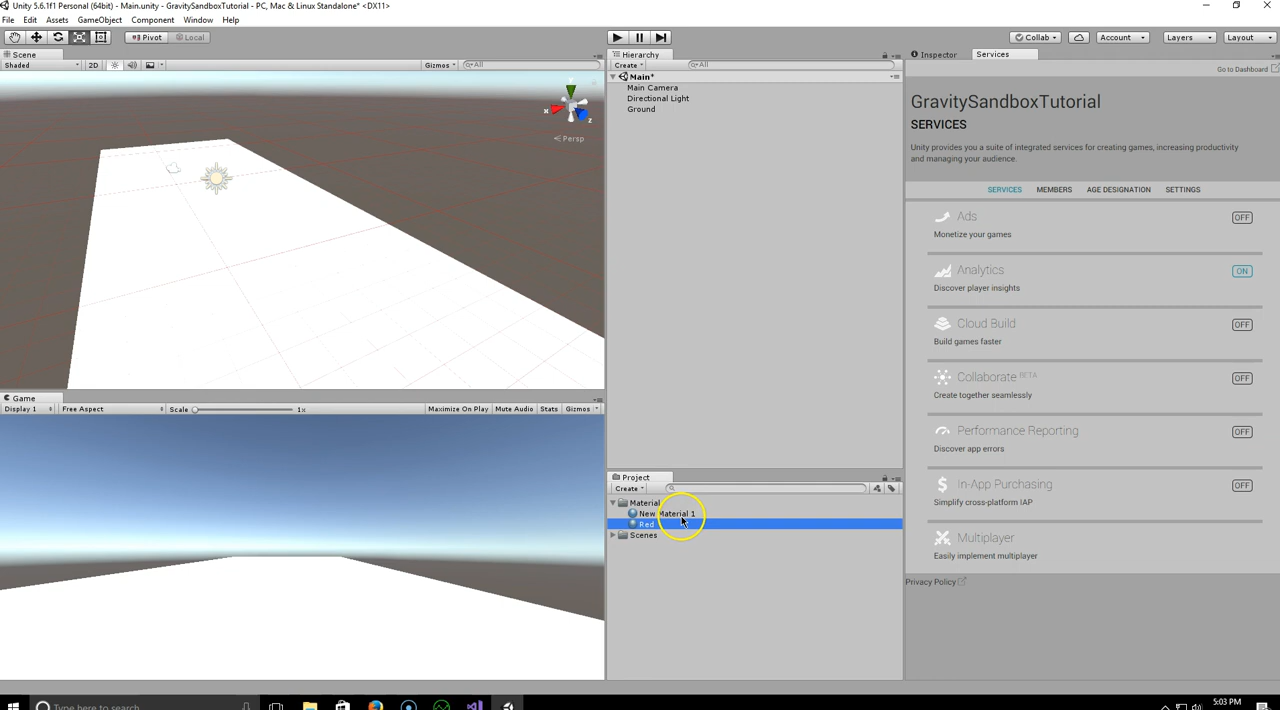 Unity 5.6.1f1 Personal (64bit) - Main.unity - GravitySandboxTutorial - PC, Mac & Linux Standalone* <DX11>
File Edit Assets GameObject Component Window Help
Pivot Local Collab Account Layers Layout
Scene
Shaded 2D Gizmos All
x z
Persp
Game
Display 1 Free Aspect Scale 1x Maximize On Play Mute Audio Stats Gizmos
Hierarchy
Create All
Main*
Main Camera
Directional Light
Ground
Project
Create
Material
New Material 1
Red
Scenes
Inspector Services
Go to Dashboard
GravitySandboxTutorial
SERVICES
Unity provides you a suite of integrated services for creating games, increasing productivity
and managing your audience.
SERVICES MEMBERS AGE DESIGNATION SETTINGS
Ads OFF
Monetize your games
Analytics ON
Discover player insights
Cloud Build OFF
Build games faster
Collaborate BETA OFF
Create together seamlessly
Performance Reporting OFF
Discover app errors
In-App Purchasing OFF
Simplify cross-platform IAP
Multiplayer
Easily implement multiplayer
Privacy Policy
Type here to search
5:03 PM